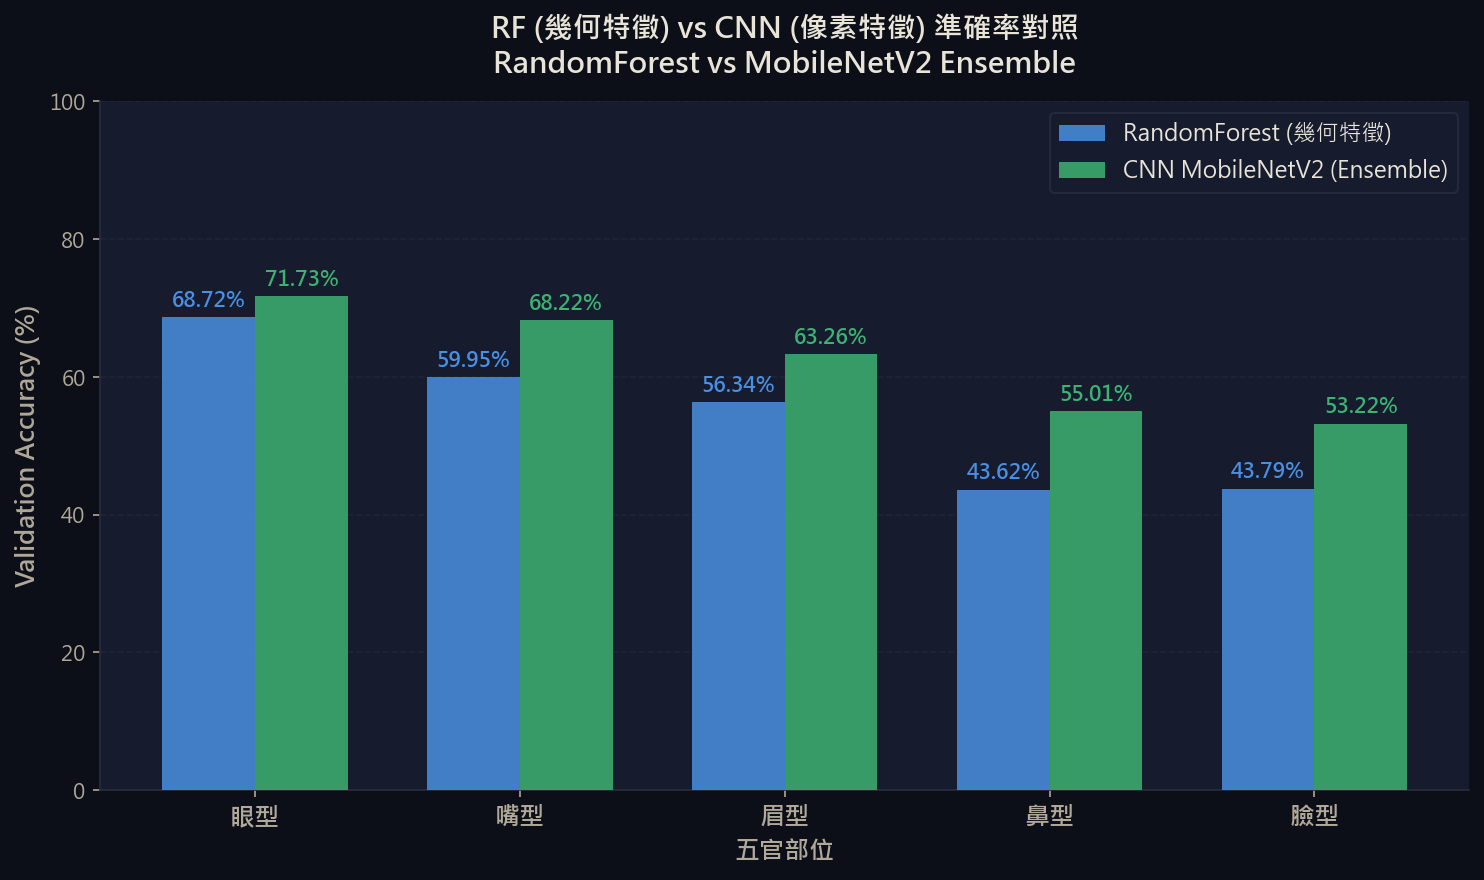 RF (幾何特徵) vs CNN (像素特徵) 準確率對照
RandomForest vs MobileNetV2 Ensemble
RandomForest (幾何特徵)
CNN MobileNetV2 (Ensemble)
Validation Accuracy (%)
100
80
60
40
20
0
68.72%
71.73%
59.95%
68.22%
56.34%
63.26%
43.62%
55.01%
43.79%
53.22%
眼型
嘴型
眉型
鼻型
臉型
五官部位